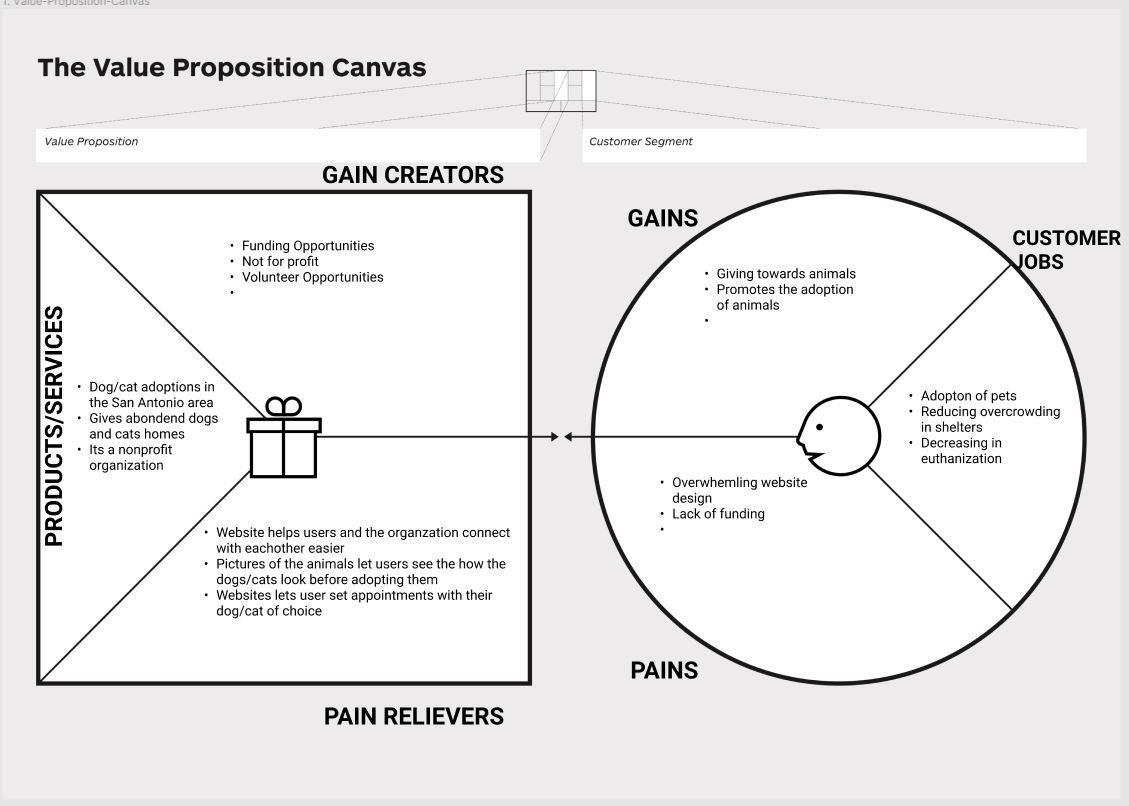 1. Value-Proposition-Canvas
The Value Proposition Canvas
Value Proposition
Customer Segment
GAIN CREATORS
• Funding Opportunities
• Not for profit
• Volunteer Opportunities
•
PRODUCTS/SERVICES
• Dog/cat adoptions in
the San Antonio area
• Gives abondend dogs
and cats homes
• Its a nonprofit
organization
• Website helps users and the organzation connect
with eachother easier
• Pictures of the animals let users see the how the
dogs/cats look before adopting them
• Websites lets user set appointments with their
dog/cat of choice
PAIN RELIEVERS
GAINS
• Giving towards animals
• Promotes the adoption
of animals
•
CUSTOMER
JOBS
• Adopton of pets
• Reducing overcrowding
in shelters
• Decreasing in
euthanization
• Overwhemling website
design
• Lack of funding
•
PAINS